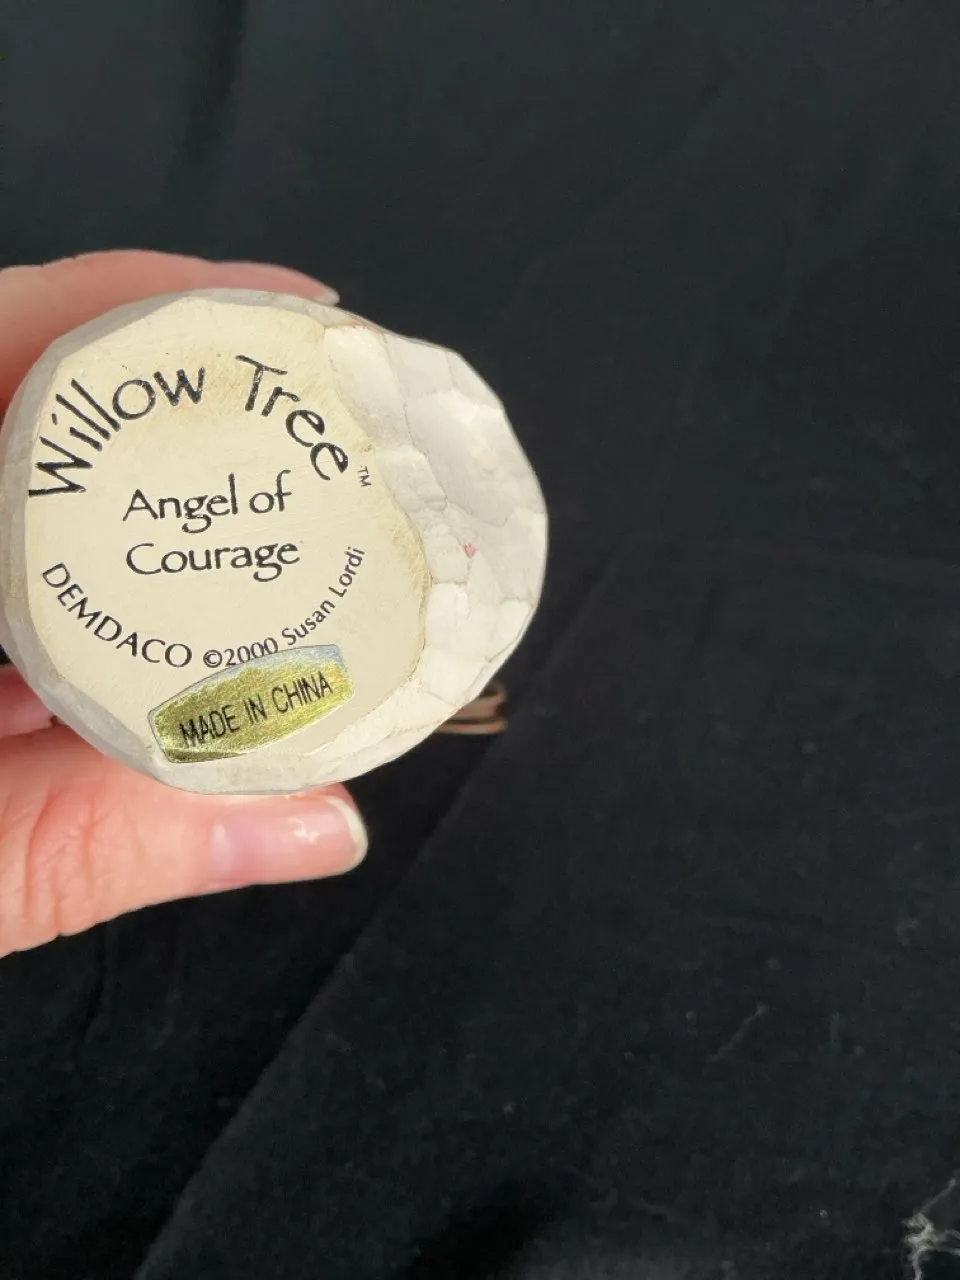 Willow Tree™
Angel of
Courage
DEMDACO ©2000 Susan Lordi
MADE IN CHINA